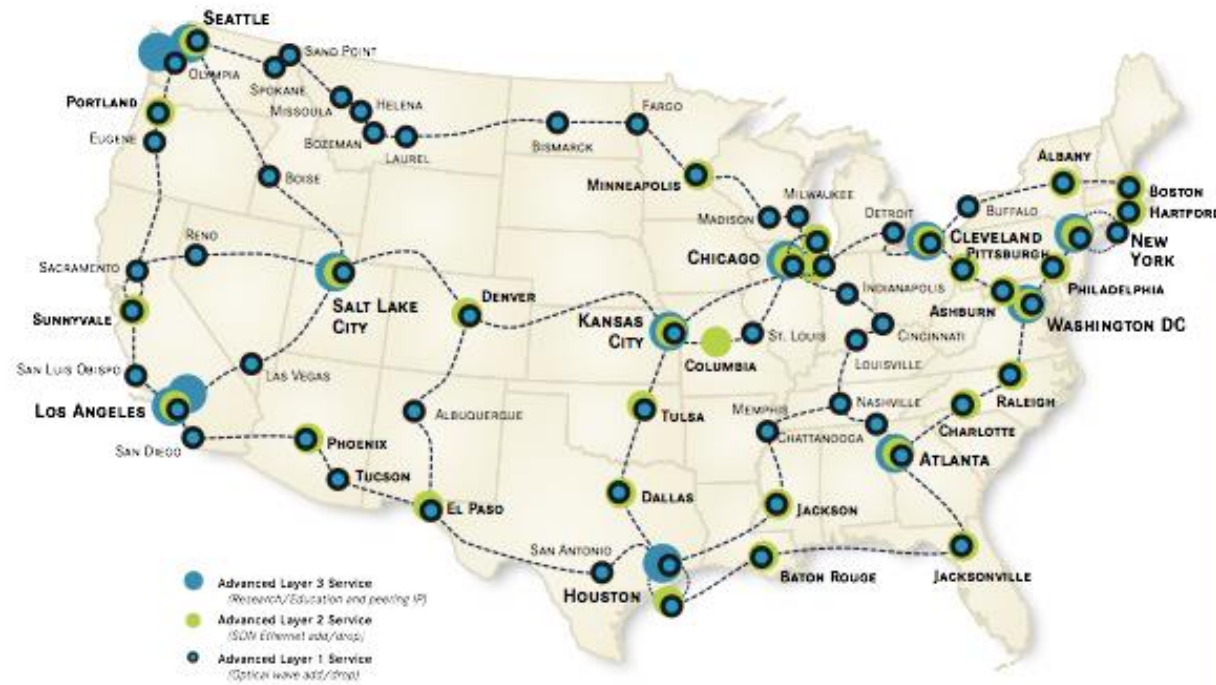 SEATTLE
SAND POINT
OLYMPIA
SPOKANE
MISSOULA
HELENA
FARGO
PORTLAND
EUGENE
BOZEMAN
LAUREL
BISMARCK
ALBANY
BOISE
MINNEAPOLIS
MILWAUKEE
BOSTON
MADISON
DETROIT
BUFFALO
HARTFORD
RENO
CLEVELAND
NEW
YORK
SACRAMENTO
CHICAGO
PITTSBURGH
SALT LAKE
CITY
DENVER
INDIANAPOLIS
PHILADELPHIA
SUNNYVALE
KANSAS
CITY
ASHBURN
WASHINGTON DC
ST. LOUIS
CINCINNATI
COLUMBIA
LOUISVILLE
SAN LUIS OBISPO
LAS VEGAS
LOS ANGELES
ALBUQUERQUE
TULSA
MEMPHIS
NASHVILLE
RALEIGH
CHATTANOOGA
CHARLOTTE
SAN DIEGO
PHOENIX
ATLANTA
TUCSON
DALLAS
EL PASO
JACKSON
SAN ANTONIO
BATON ROUGE
JACKSONVILLE
HOUSTON
Advanced Layer 3 Service
(Research/Education and peering IP)
Advanced Layer 2 Service
(SDN Ethernet add/drop)
Advanced Layer 1 Service
(Optical wave add/drop)